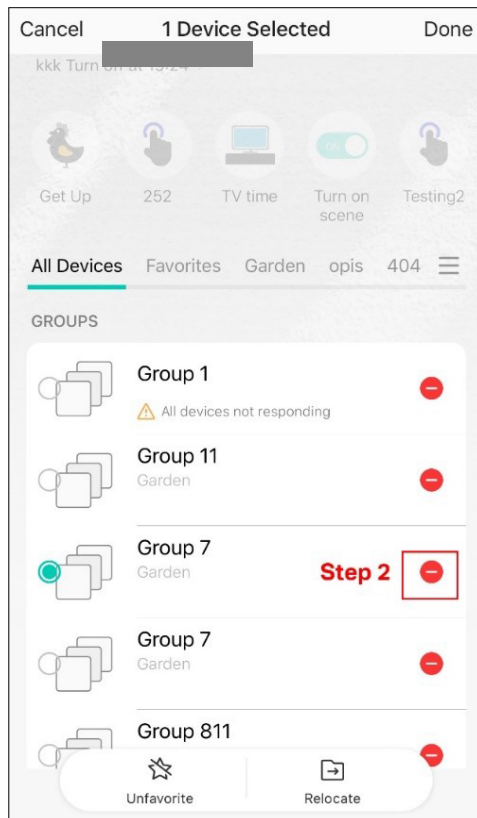 Cancel 1 Device Selected Done
kkk Turn on at 15:24
Get Up 252 TV time Turn on scene Testing2
ON
All Devices Favorites Garden opis 404
GROUPS
Group 1
All devices not responding
Group 11
Garden
Group 7
Garden
Step 2
Group 7
Garden
Group 811
Unfavorite Relocate